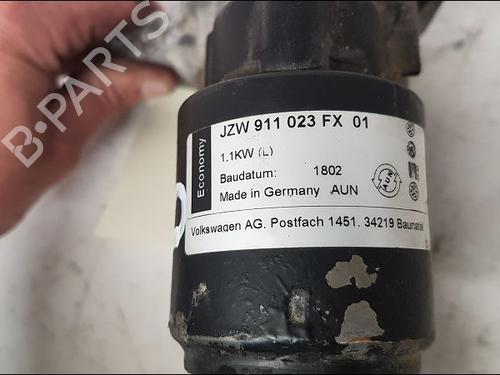 B-PARTS
Economy
JZW 911 023 FX 01
1.1KW (L)
Baudatum: 1802
Made in Germany AUN
AUN
Volkswagen AG. Postfach 1451. 34219 Baunatal